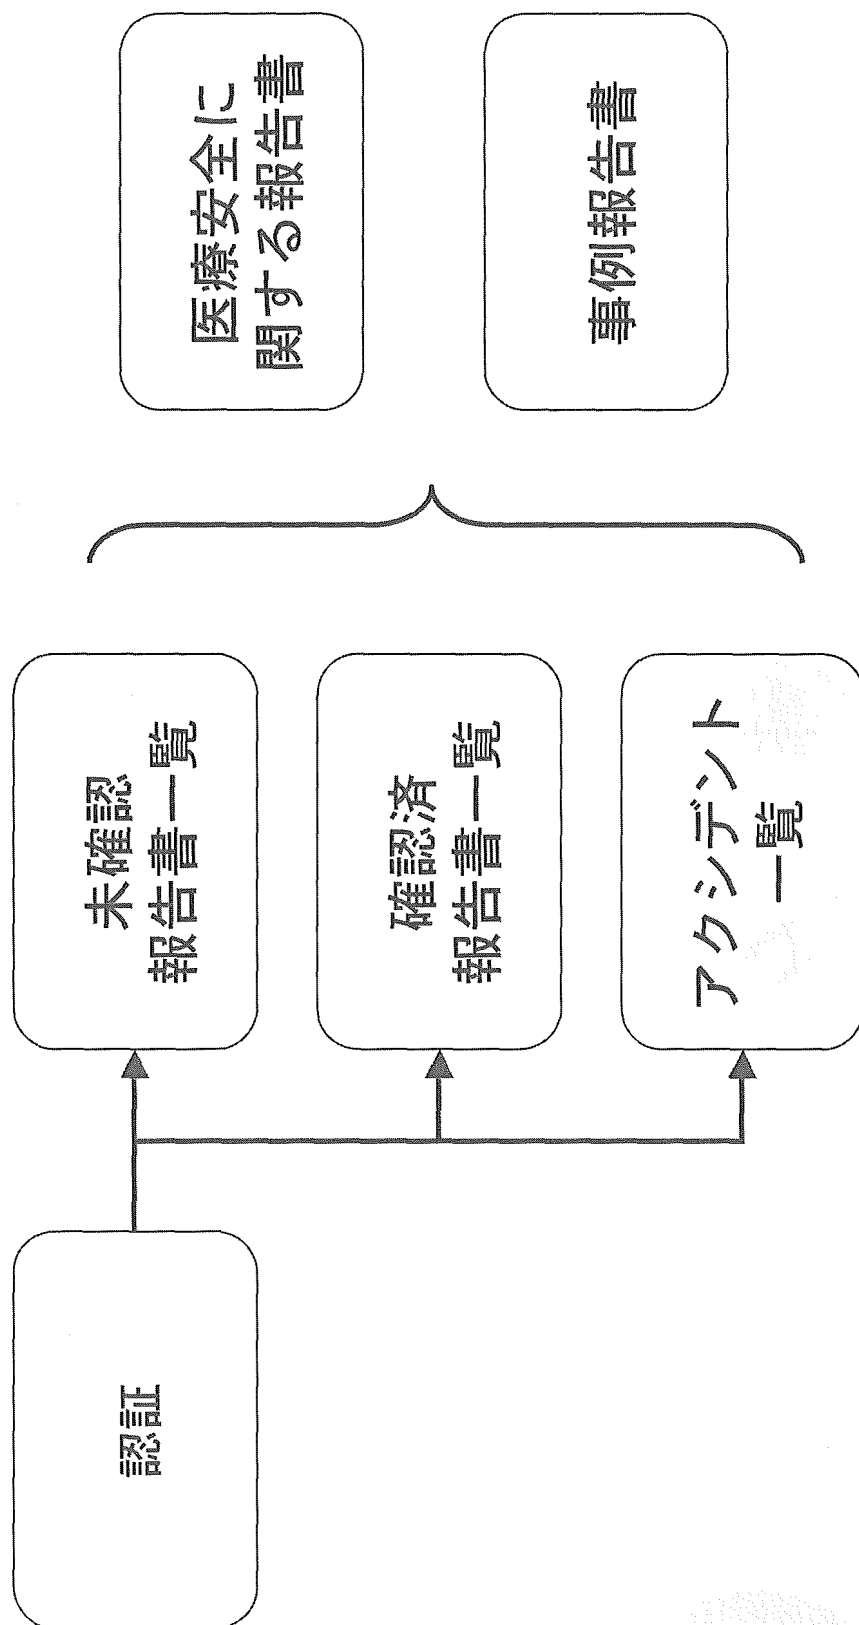 認証
未確認
報告書一覧
確認済
報告書一覧
アクシデント
一覧
医療安全に
関する報告書
事例報告書